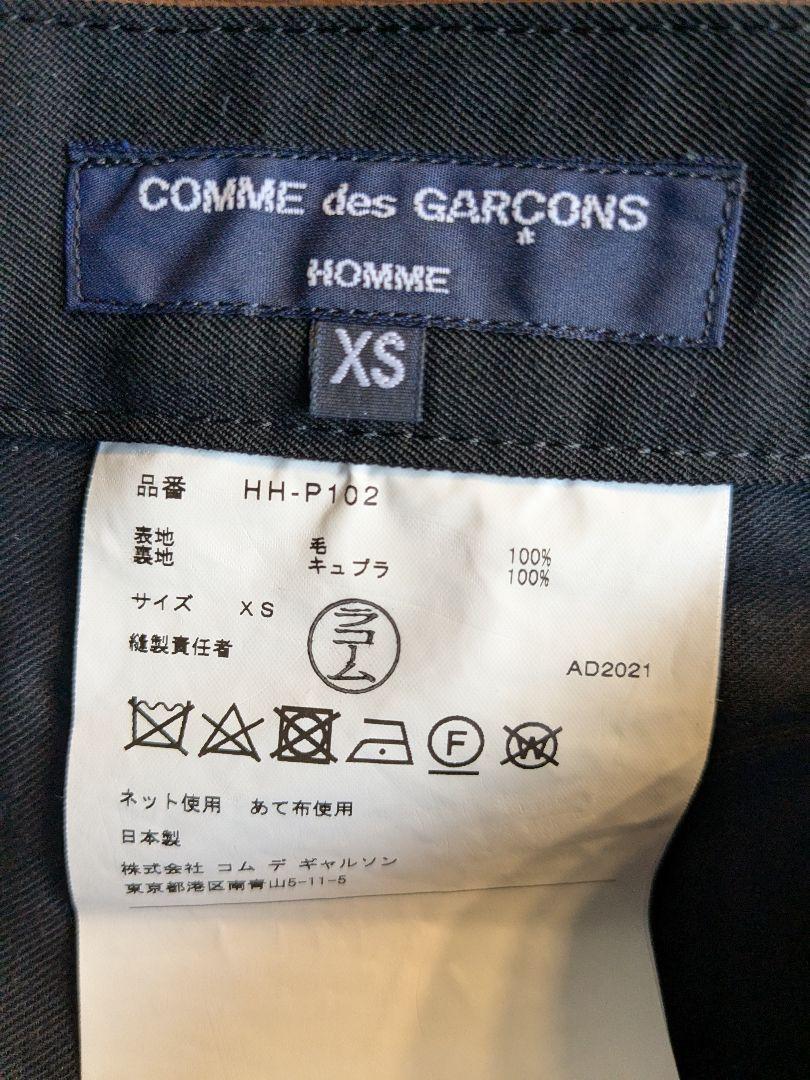 COMME des GARÇONS
*
HOMME
XS
品番 HH-P102
表地 毛 100%
裏地 キュプラ 100%
サイズ XS
縫製責任者 ラコーム
AD2021
F
W
ネット使用 あて布使用
日本製
株式会社 コム デ ギャルソン
東京都港区南青山5-11-5